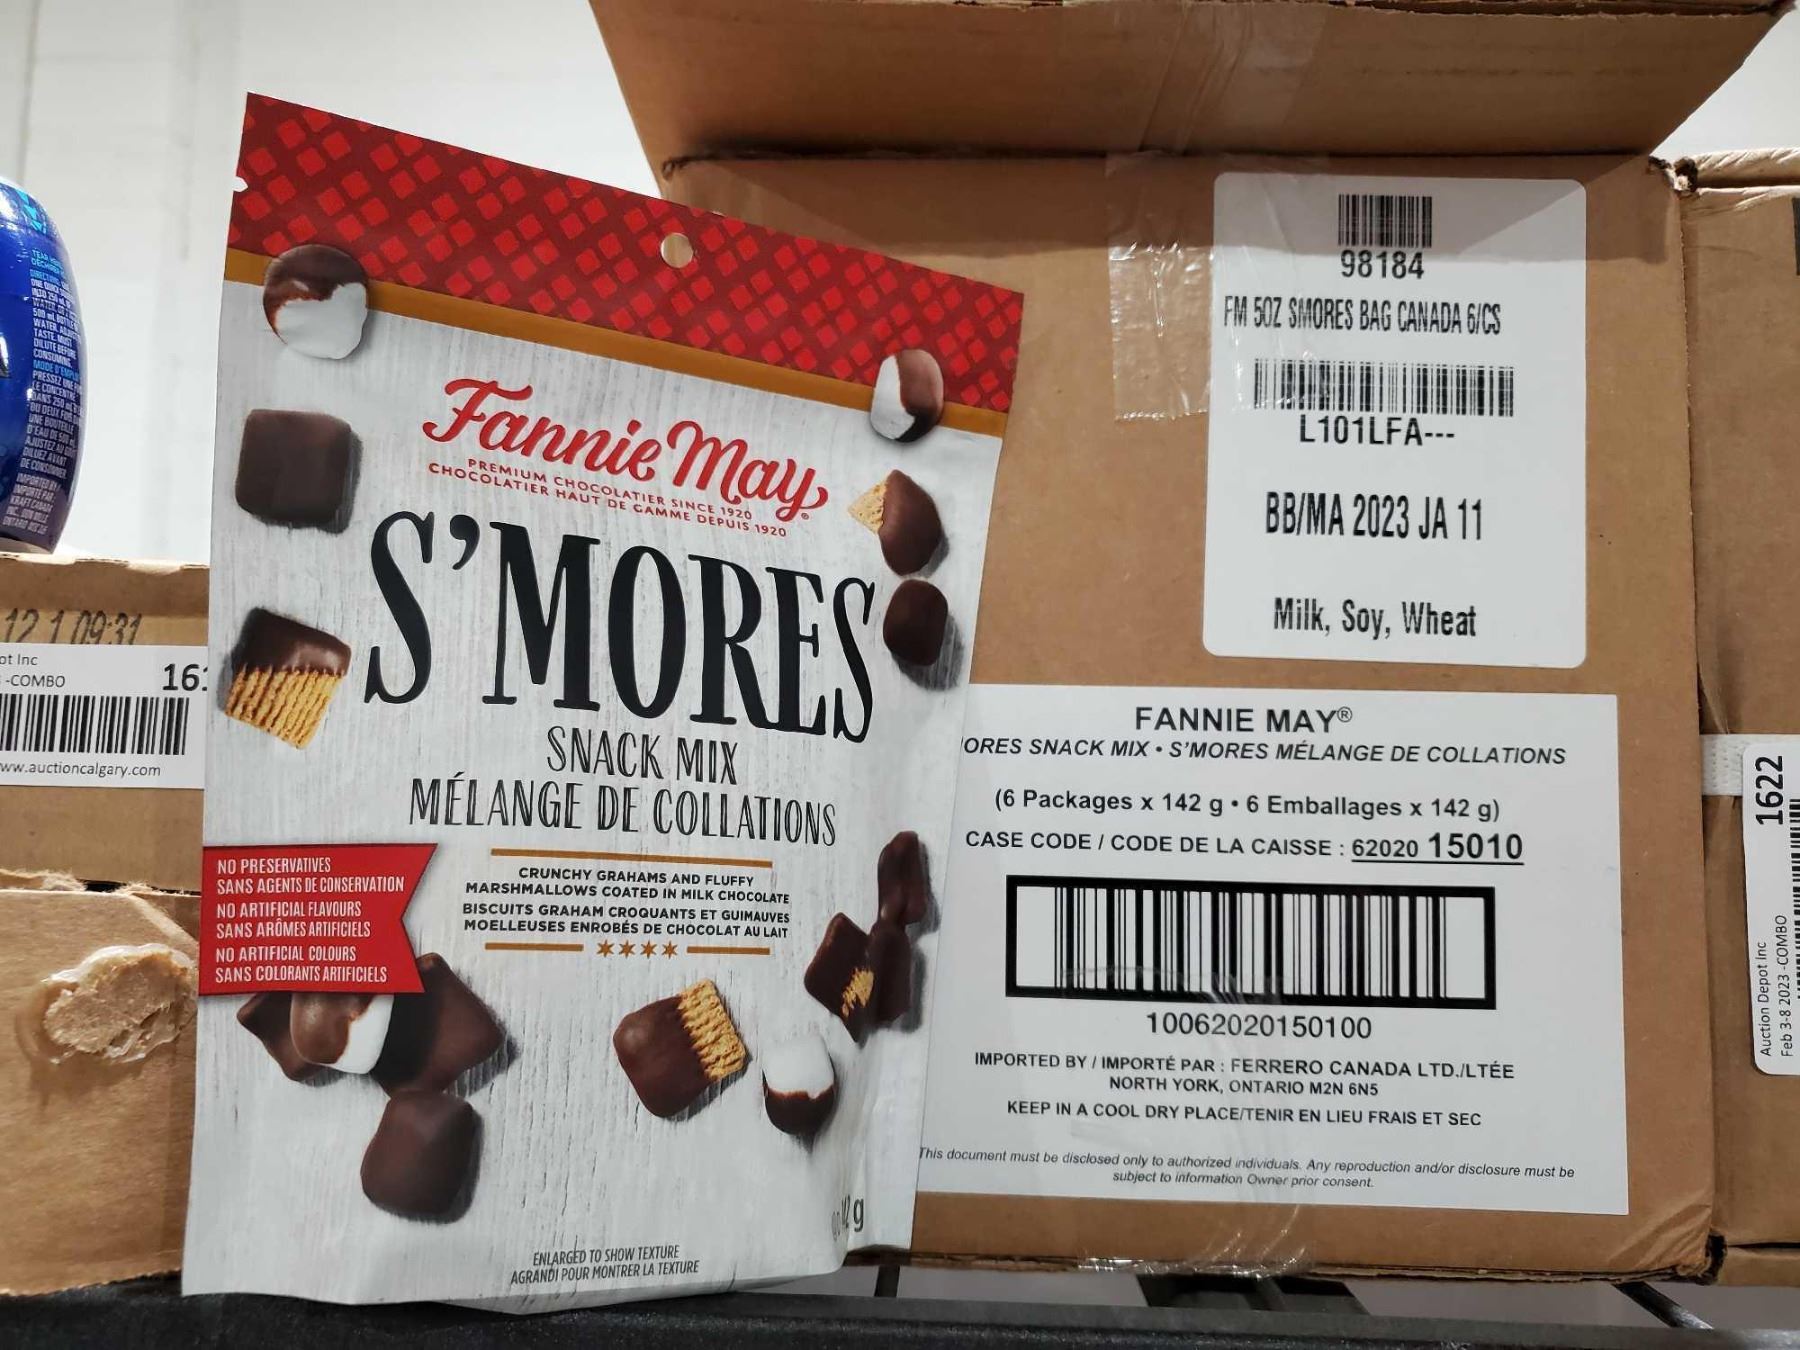 Fannie May®
PREMIUM CHOCOLATIER SINCE 1920
CHOCOLATIER HAUT DE GAMME DEPUIS 1920
S'MORES
SNACK MIX
MÉLANGE DE COLLATIONS
NO PRESERVATIVES
SANS AGENTS DE CONSERVATION
NO ARTIFICIAL FLAVOURS
SANS ARÔMES ARTIFICIELS
NO ARTIFICIAL COLOURS
SANS COLORANTS ARTIFICIELS
CRUNCHY GRAHAMS AND FLUFFY
MARSHMALLOWS COATED IN MILK CHOCOLATE
BISCUITS GRAHAM CROQUANTS ET GUIMAUVES
MOELLEUSES ENROBÉS DE CHOCOLAT AU LAIT
ENLARGED TO SHOW TEXTURE
AGRANDI POUR MONTRER LA TEXTURE
98184
FM 5OZ SMORES BAG CANADA 6/CS
L101LFA---
BB/MA 2023 JA 11
Milk, Soy, Wheat
FANNIE MAY®
ORES SNACK MIX • S'MORES MÉLANGE DE COLLATIONS
(6 Packages x 142 g • 6 Emballages x 142 g)
CASE CODE / CODE DE LA CAISSE : 62020 15010
10062020150100
IMPORTED BY / IMPORTÉ PAR : FERRERO CANADA LTD./LTÉE
NORTH YORK, ONTARIO M2N 6N5
KEEP IN A COOL DRY PLACE/TENIR EN LIEU FRAIS ET SEC
This document must be disclosed only to authorized individuals. Any reproduction and/or disclosure must be
subject to information Owner prior consent.
12 1 09:31
ot Inc
-COMBO
161
ww.auctioncalgary.com
1622
Auction Depot Inc
Feb 3-8 2023 -COMBO